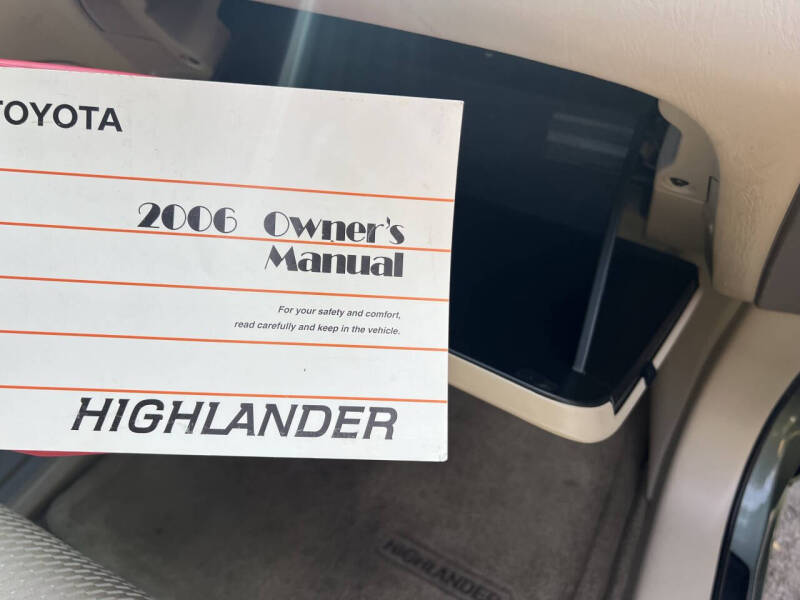 TOYOTA
2006 Owner's
Manual
For your safety and comfort,
read carefully and keep in the vehicle.
HIGHLANDER
HIGHLANDER